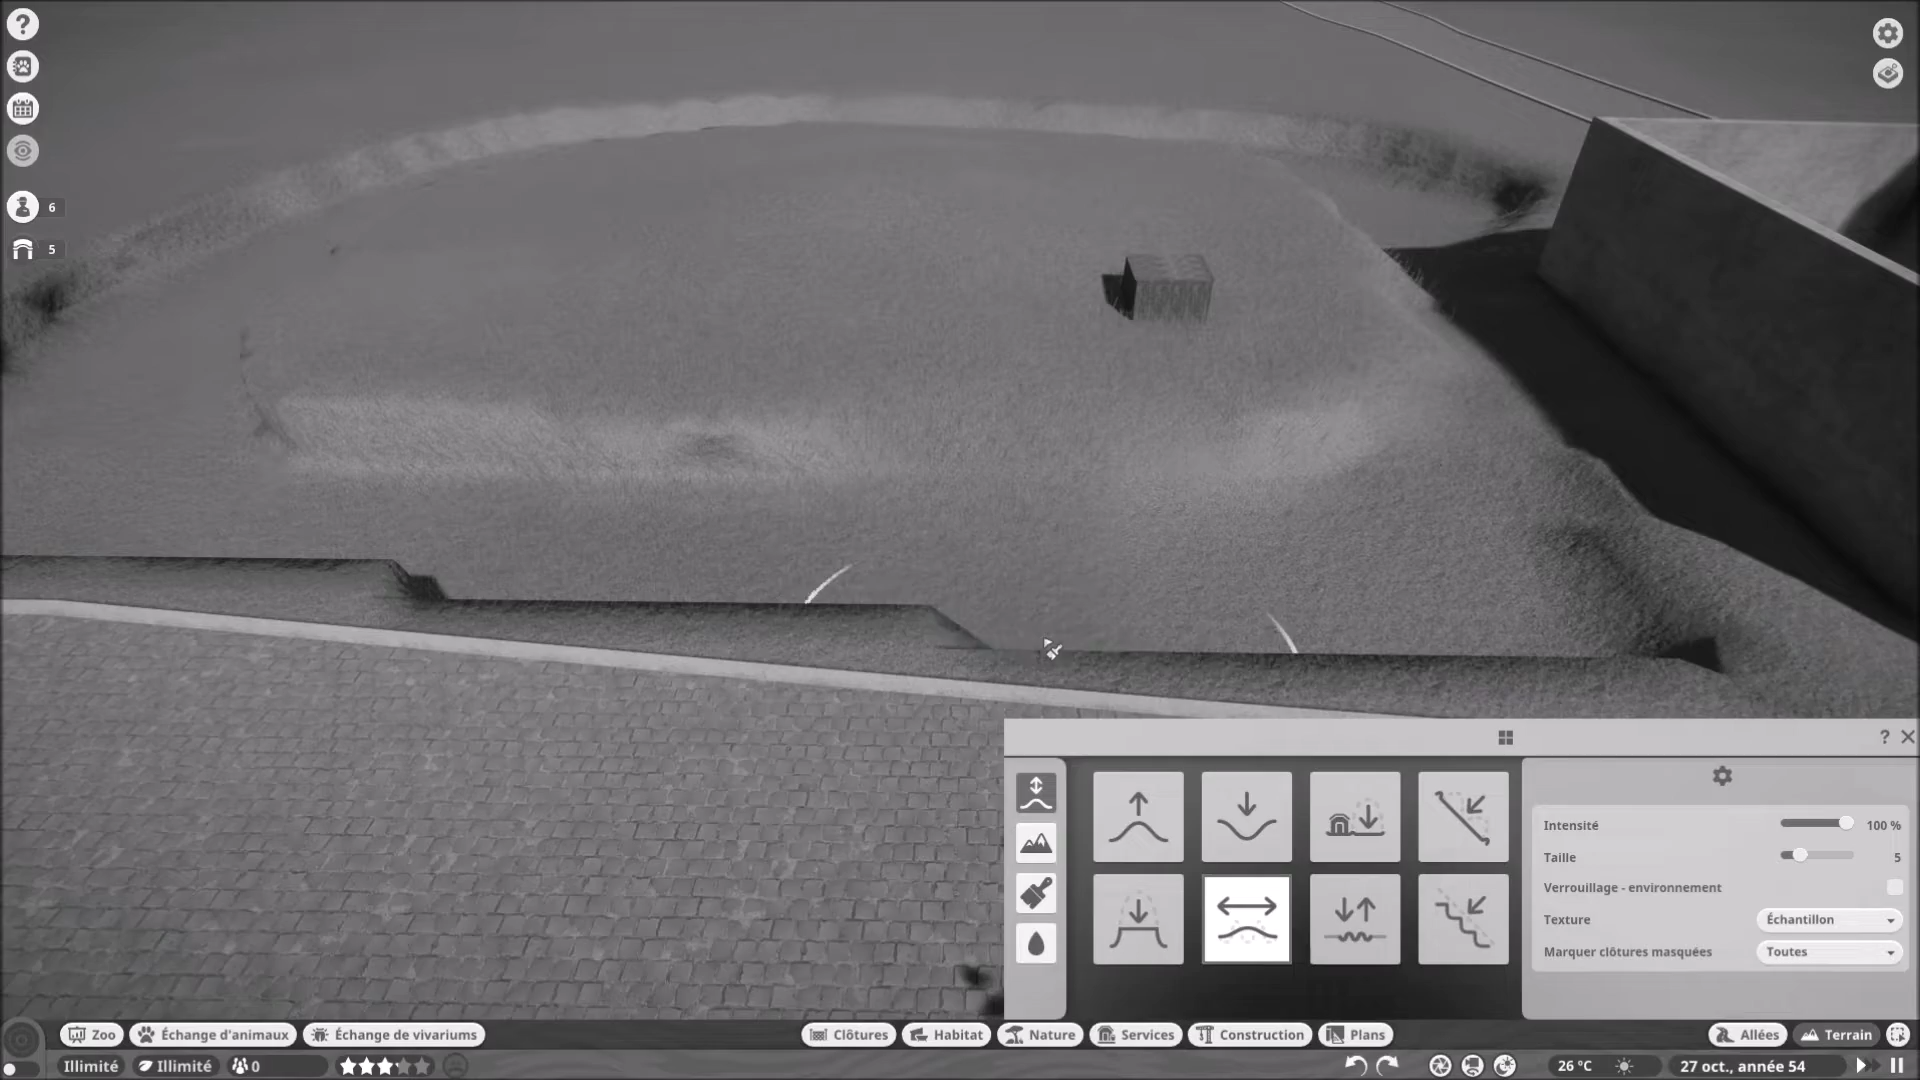 ?
6
5
?
Intensité 100 %
Taille 5
Verrouillage - environnement
Texture Échantillon
Marquer clôtures masquées Toutes
Zoo Échange d'animaux Échange de vivariums Clôtures Habitat Nature Services Construction Plans Allées Terrain
Illimité Illimité 0 26 °C 27 oct., année 54